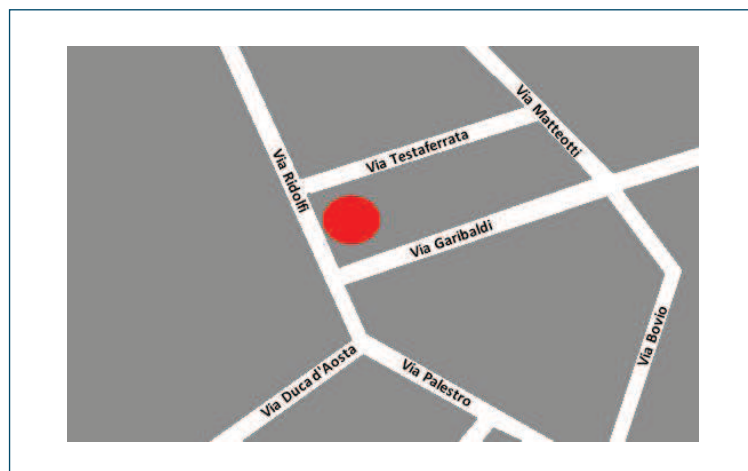 Via Matteotti
Via Testaferrata
Via Ridolfi
Via Garibaldi
Via Bovio
Via Duca d'Aosta
Via Palestro